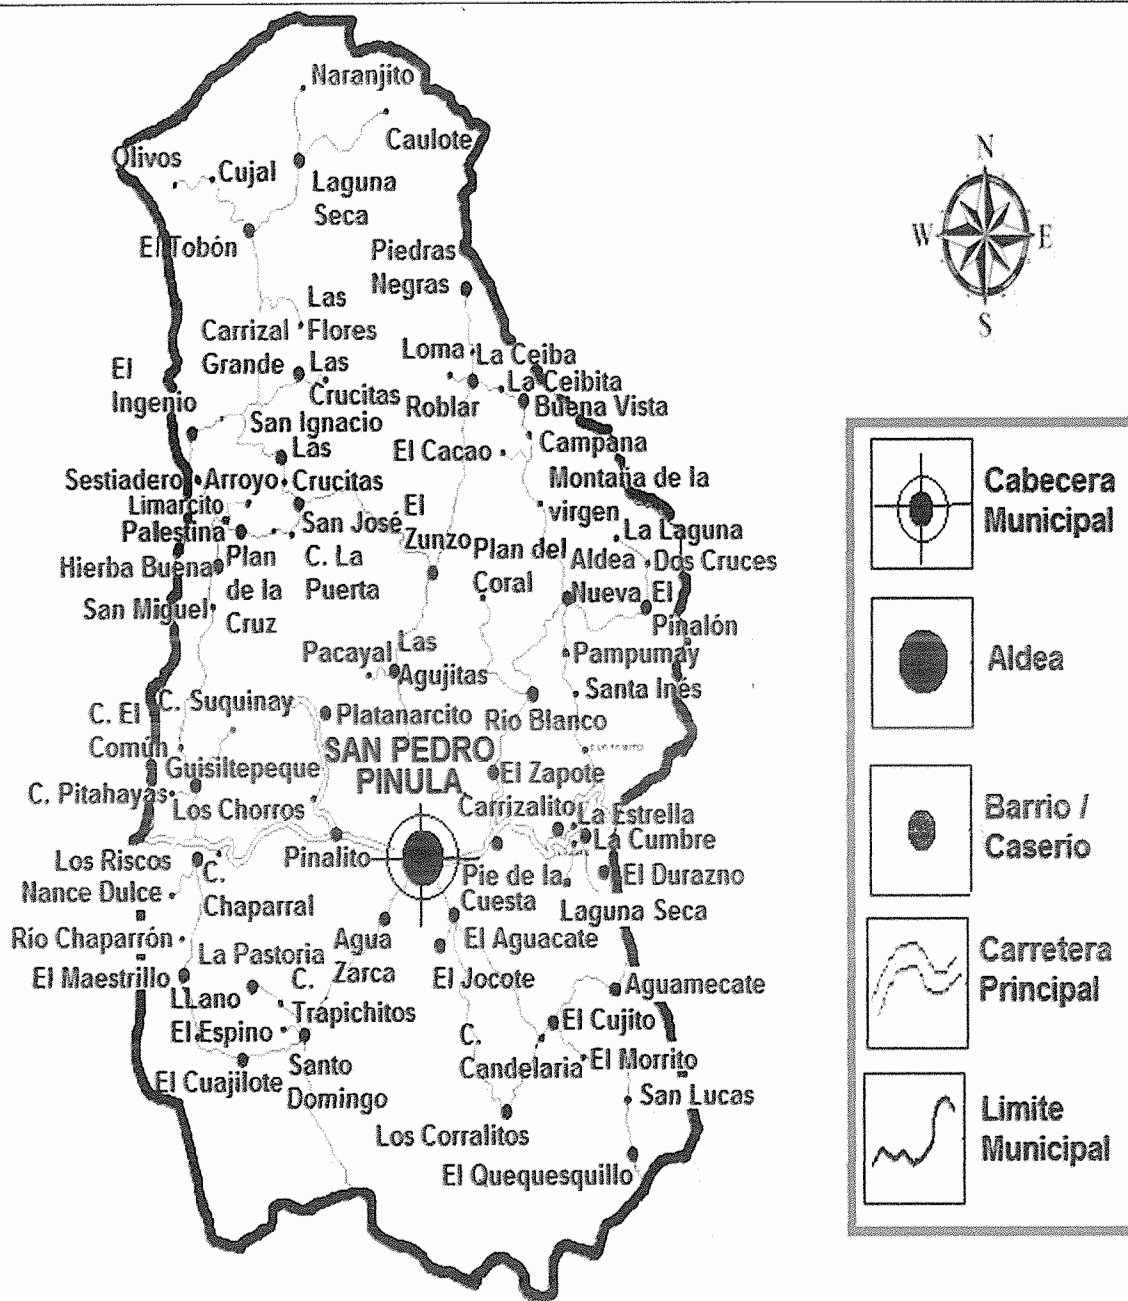 Naranjito
Caulote
Olivos
Cujal
Laguna
Seca
El Tobón
Piedras
Negras
Las
Flores
Carrizal
Grande
Las
Crucitas
Loma
La Ceiba
La Ceibita
Roblar
Buena Vista
El
Ingenio
San Ignacio
El Cacao
Campana
Las
Crucitas
Sestiadero
Arroyo
Montaña de la
virgen
Limarcito
Palestina
San José
El
Zunzo
La Laguna
Hierba Buena
Plan
de la
Cruz
C. La
Puerta
Plan del
Coral
Aldea
Nueva
Dos Cruces
San Miguel
El
Pinalón
Pacayal
Las
Agujitas
Pampumay
Santa Inés
C. Suquinay
C. El
Común
Platanarcito
Río Blanco
SAN PEDRO
PINULA
Guisiltepeque
El Zapote
C. Pitahayas
Los Chorros
Carrizalito
La Estrella
La Cumbre
Los Riscos
Pinalito
Nance Dulce
C.
Chaparral
Pie de la
Cuesta
El Durazno
Laguna Seca
Río Chaparrón
La Pastoria
Agua
Zarca
El Aguacate
El Maestrillo
El Jocote
Aguamecate
LLano
C.
Trapichitos
El Espino
El Cujito
C.
Candelaria
El Morrito
El Cuajilote
Santo
Domingo
San Lucas
Los Corralitos
El Quequesquillo
N
W
E
S
Cabecera
Municipal
Aldea
Barrio /
Caserío
Carretera
Principal
Limite
Municipal